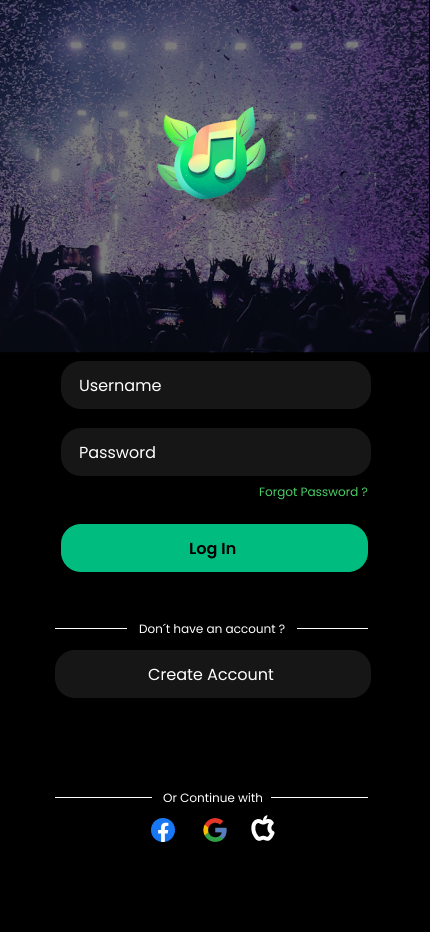 Username
Password
Forgot Password ?
Log In
Don´t have an account ?
Create Account
Or Continue with